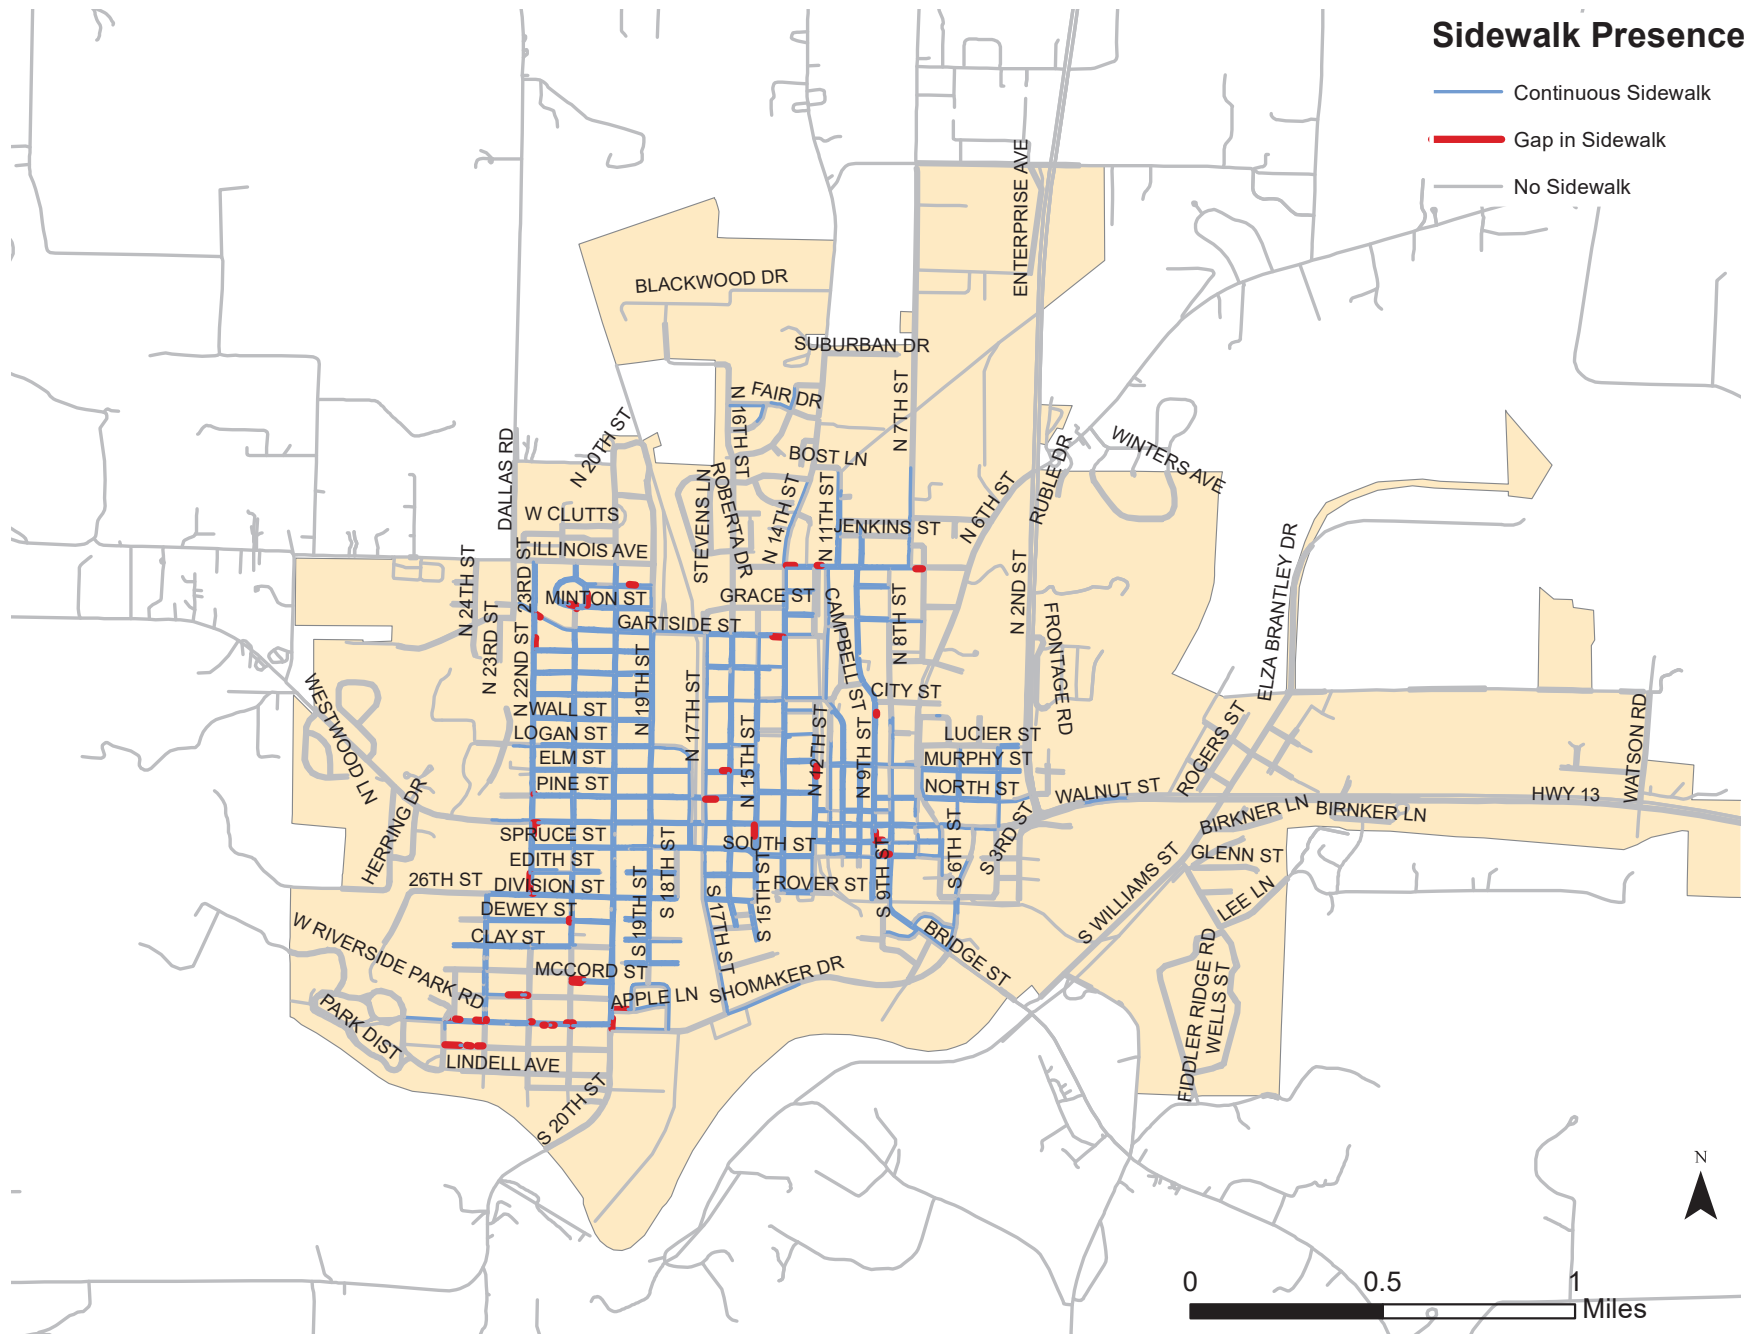 Sidewalk Presence
Continuous Sidewalk
Gap in Sidewalk
No Sidewalk
ENTERPRISE AVE
BLACKWOOD DR
SUBURBAN DR
FAIR DR
N 16TH ST
N 7TH ST
N 20TH ST
DALLAS RD
BOST LN
WINTERS AVE
RUBLE DR
N 6TH ST
STEVENS LN
ROBERTA DR
N 14TH ST
N 11TH ST
JENKINS ST
W CLUTTS
ILLINOIS AVE
23RD ST
N 24TH ST
N 23RD ST
N 22ND ST
MINTON ST
GARTSIDE ST
GRACE ST
CAMPBELL ST
N 8TH ST
N 2ND ST
FRONTAGE RD
ELZA BRANTLEY DR
CITY ST
N 19TH ST
N 17TH ST
N 15TH ST
N 12TH ST
N 9TH ST
WALL ST
LOGAN ST
ELM ST
PINE ST
LUCIER ST
MURPHY ST
NORTH ST
WALNUT ST
ROGERS ST
WATSON RD
HWY 13
BIRKNER LN
BIRNKER LN
WESTWOOD LN
HERRING DR
SPRUCE ST
SOUTH ST
EDITH ST
GLENN ST
26TH ST
DIVISION ST
ROVER ST
S 18TH ST
S 19TH ST
S 17TH ST
S 15TH ST
S 9TH ST
S 6TH ST
S 3RD ST
S WILLIAMS ST
LEE LN
DEWEY ST
CLAY ST
BRIDGE ST
W RIVERSIDE PARK RD
MCCORD ST
APPLE LN
SHOMAKER DR
PARK DIST
LINDELL AVE
FIDDLER RIDGE RD
WELLS ST
S 20TH ST
N
0
0.5
1
Miles